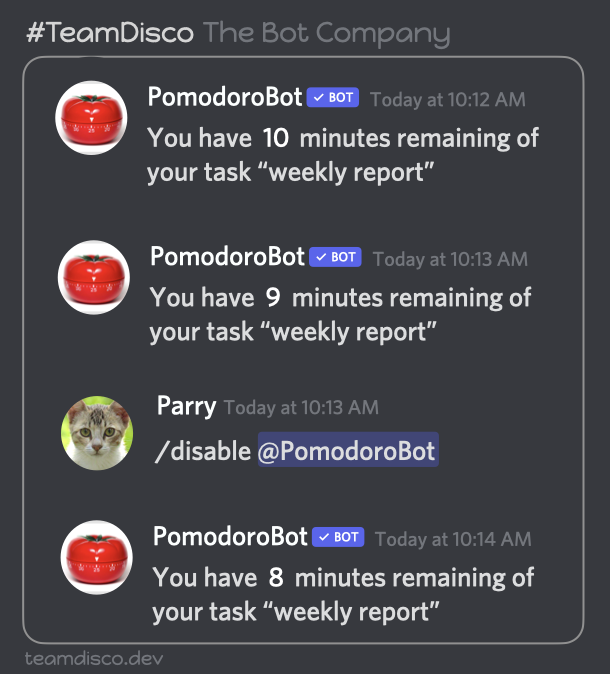 #TeamDisco The Bot Company
PomodoroBot ✓ BOT Today at 10:12 AM
You have 10 minutes remaining of
your task “weekly report”
PomodoroBot ✓ BOT Today at 10:13 AM
You have 9 minutes remaining of
your task “weekly report”
Parry Today at 10:13 AM
/disable @PomodoroBot
PomodoroBot ✓ BOT Today at 10:14 AM
You have 8 minutes remaining of
your task “weekly report”
teamdisco.dev